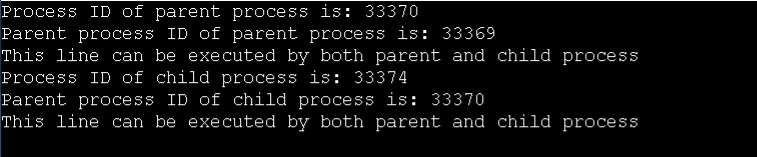 Process ID of parent process is: 33370
Parent process ID of parent process is: 33369
This line can be executed by both parent and child process
Process ID of child process is: 33374
Parent process ID of child process is: 33370
This line can be executed by both parent and child process